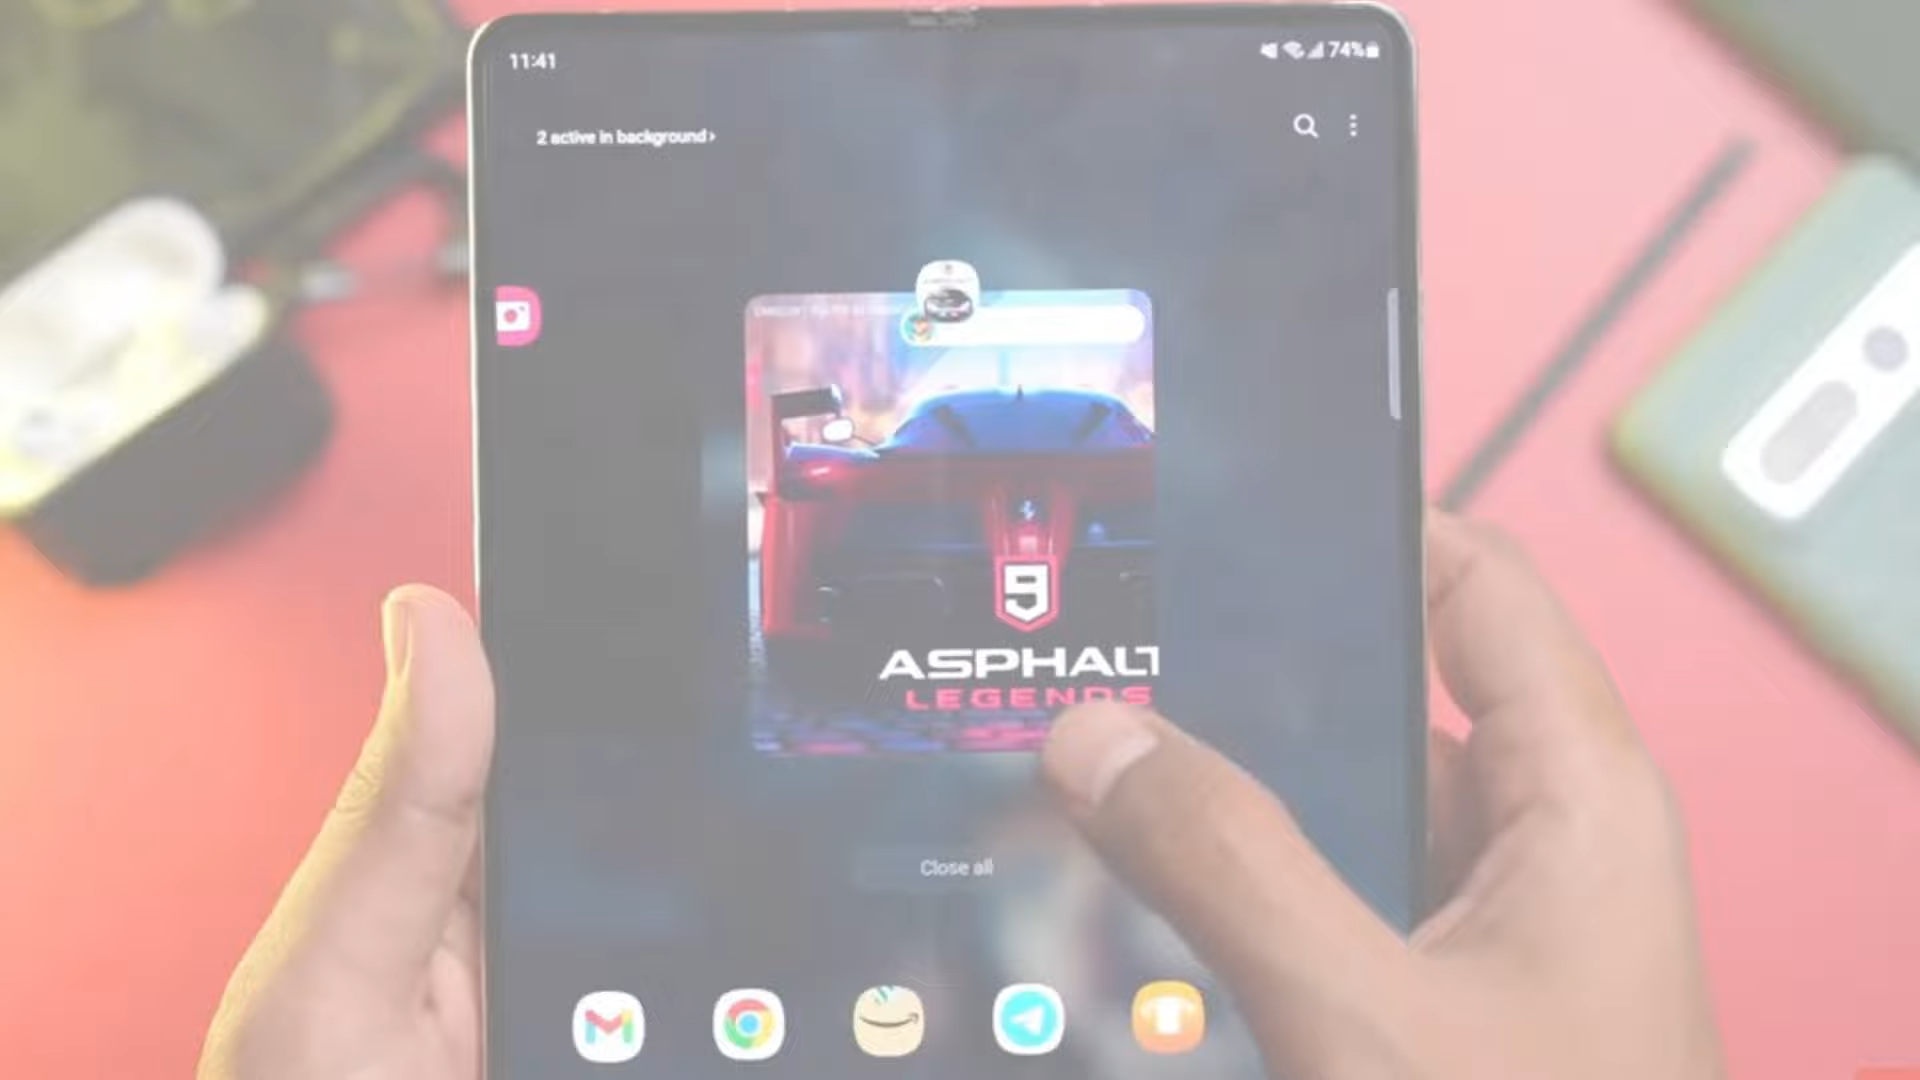 11:41
74%
2 active in background ›
9
ASPHALT
LEGENDS
Close all